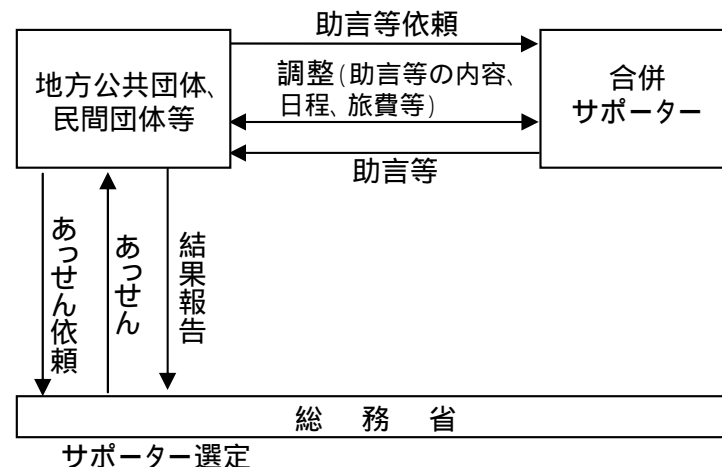 助言等依頼
地方公共団体、
民間団体等
調整(助言等の内容、
日程、旅費等)
合併
サポーター
助言等
あっせん依頼
あっせん
結果報告
総務省
サポーター選定